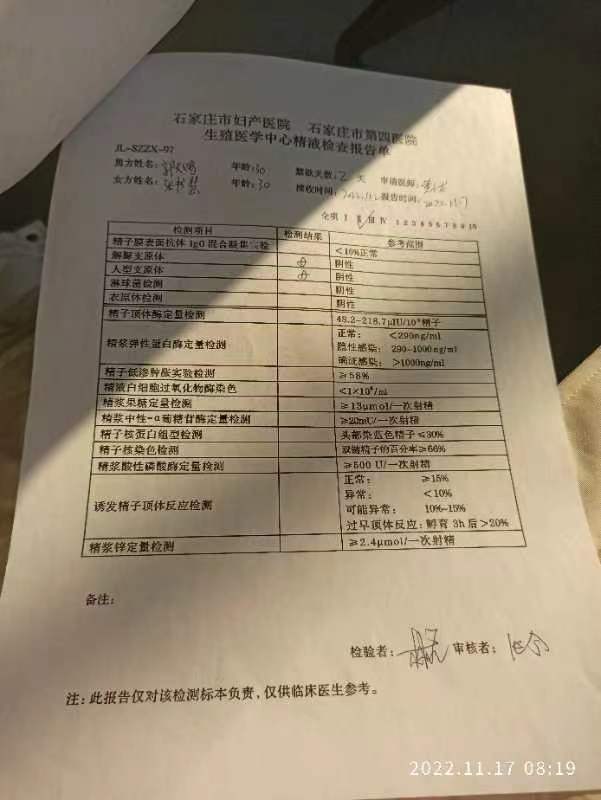 石家庄市妇产医院 石家庄市第四医院
生殖医学中心精液检查报告单
JL-SZZX-97
男方姓名: 年龄:30 禁欲天数: 天 申请医师:
女方姓名: 年龄:30 接收时间: 报告时间:
全项 I II III IV 1 2 3 4 5 6 7 8 9 10
检测项目 检测结果 参考范围
精子膜表面抗体IgG混合凝集实验 <10%正常
解脲支原体 阴性
人型支原体 阴性
淋球菌检测 阴性
衣原体检测 阴性
精子顶体酶定量检测 48.2-218.7μIU/10⁶精子
精浆弹性蛋白酶定量检测 正常: <290ng/ml
隐性感染: 290-1000ng/ml
确证感染: >1000ng/ml
精子低渗肿胀实验检测 ≥58%
精液白细胞过氧化物酶染色 <1×10⁶/ml
精浆果糖定量检测 ≥13μmol/一次射精
精浆中性-α葡糖苷酶定量检测 ≥20mU/一次射精
精子核蛋白组型检测 头部染蓝色精子≤30%
精子核染色检测 双链精子的百分率≥66%
精浆酸性磷酸酶定量检测 ≥500 U/一次射精
诱发精子顶体反应检测 正常: ≥15%
异常: <10%
可能异常: 10%-15%
过早顶体反应: 孵育 3h 后>20%
精浆锌定量检测 ≥2.4μmol/一次射精
备注:
检验者: 审核者:
注: 此报告仅对该检测标本负责,仅供临床医生参考。
2022.11.17 08:19